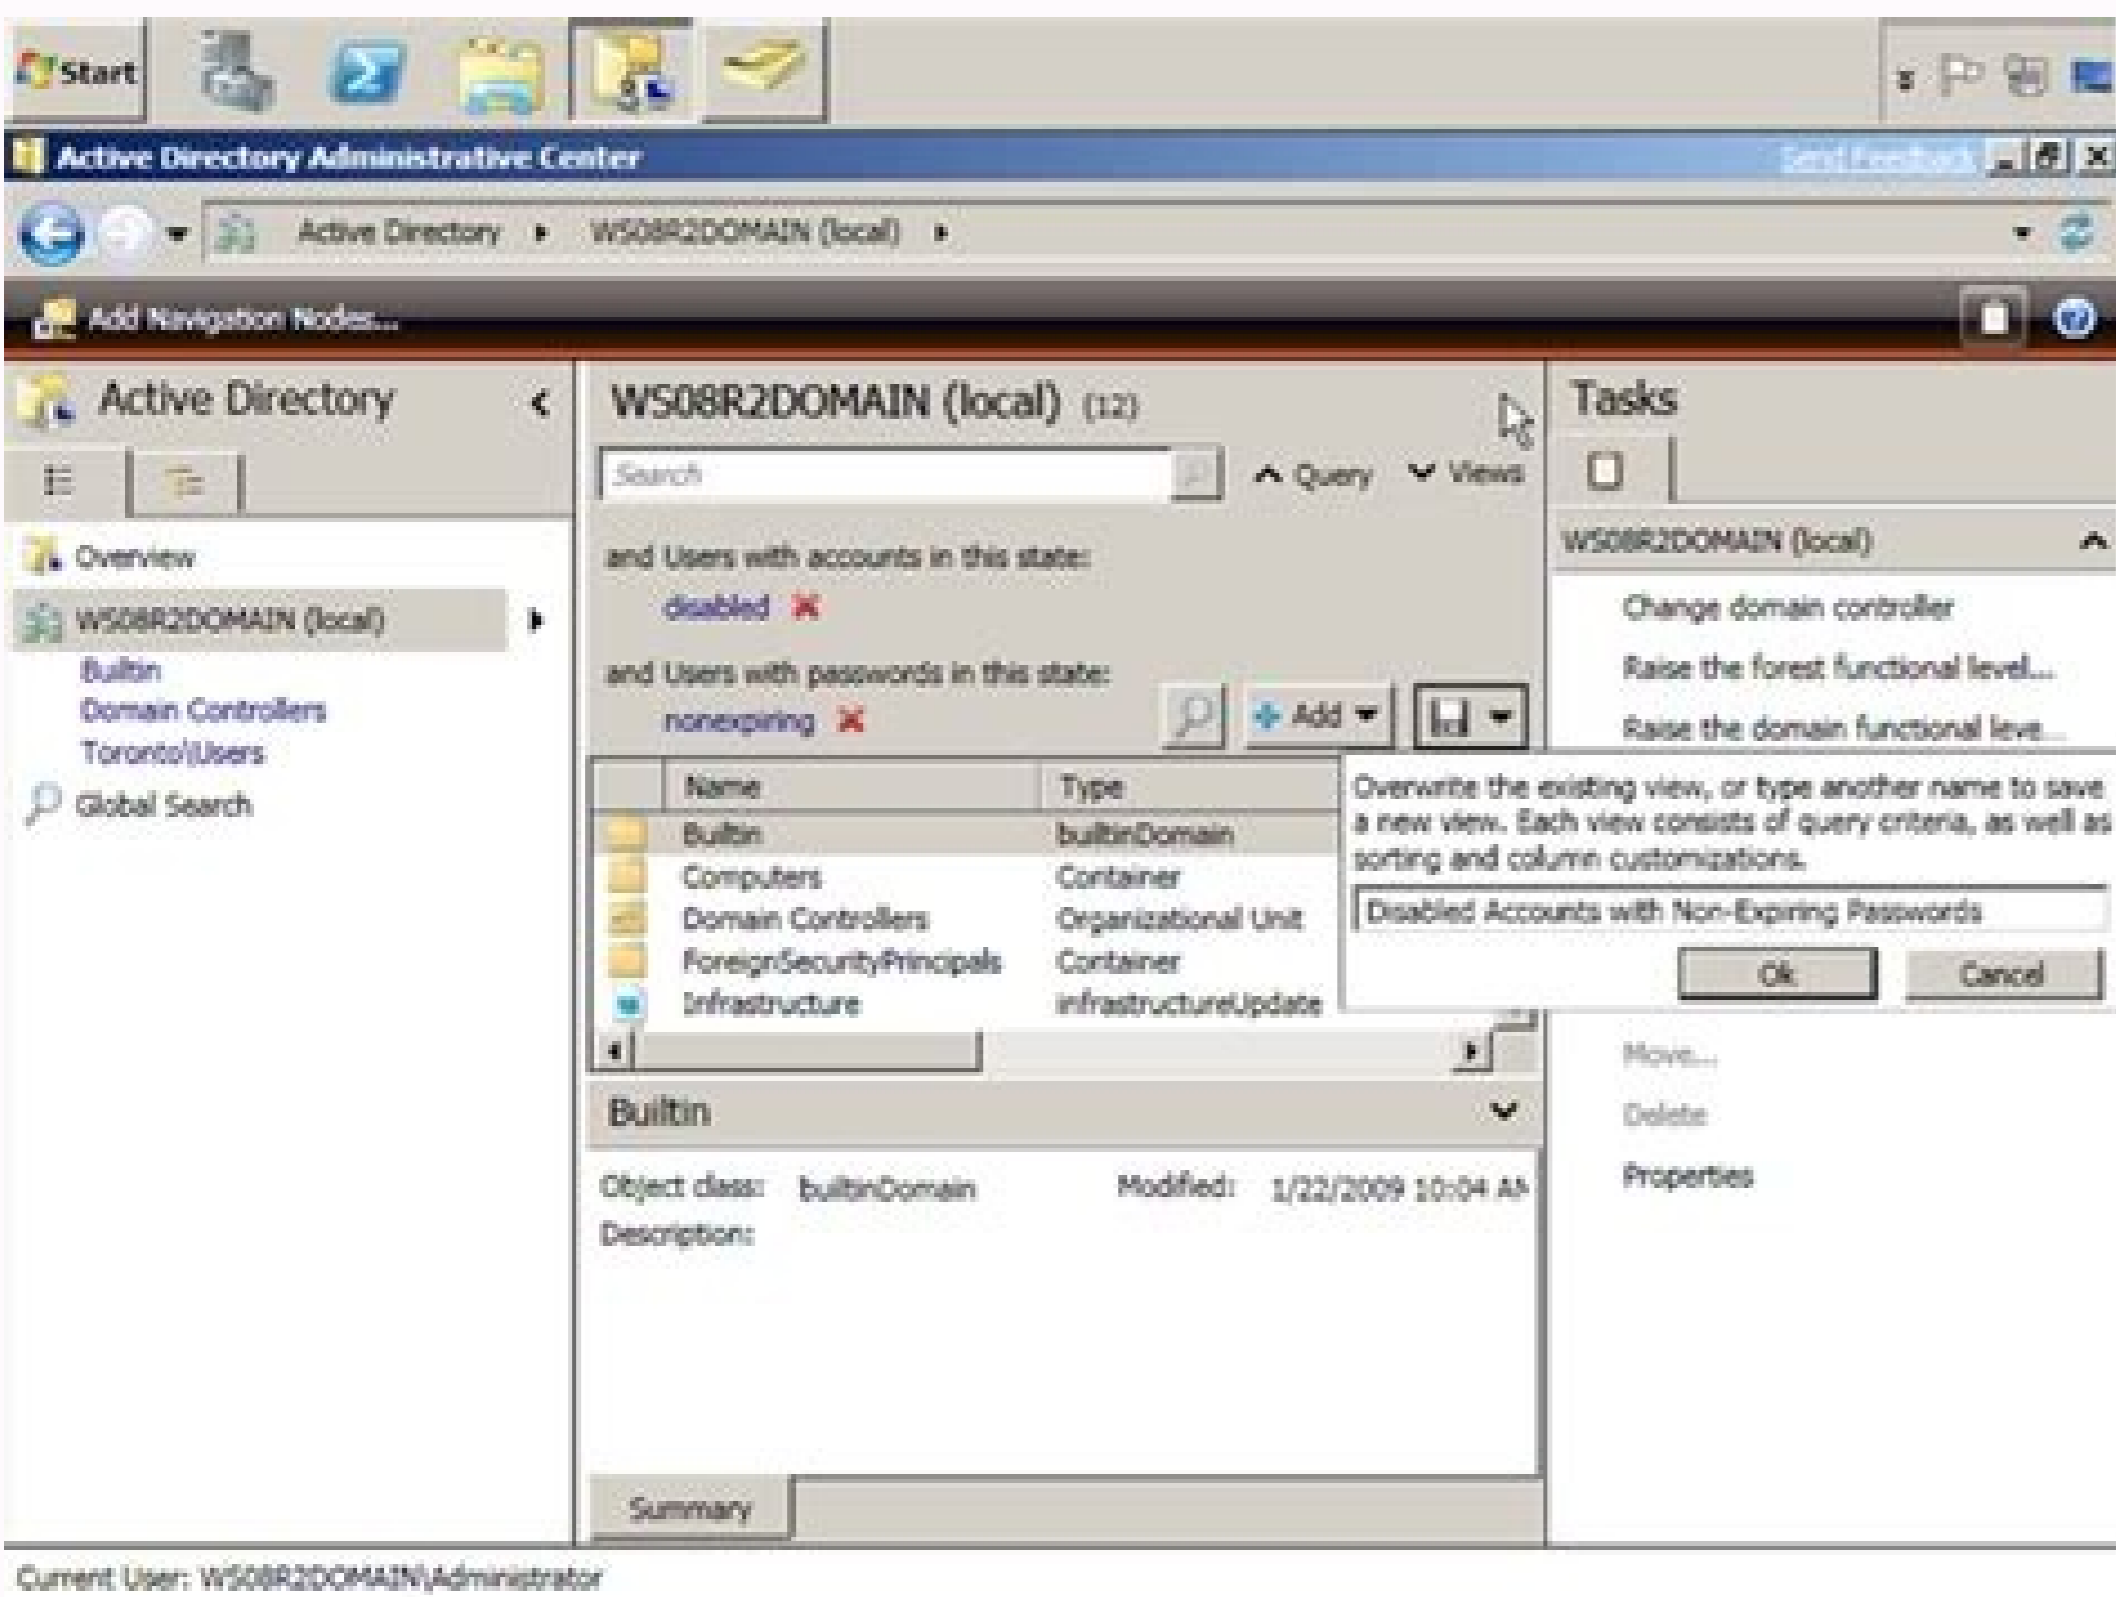 Start
Active Directory Administrative Center
Send Feedback
Active Directory
WS08R2DOMAIN (local)
Add Navigation Nodes...
Active Directory
Overview
WS08R2DOMAIN (local)
Builtin
Domain Controllers
Toronto\Users
Global Search
WS08R2DOMAIN (local) (12)
Search
Query
Views
and Users with accounts in this state:
disabled
and Users with passwords in this state:
nonexpiring
Add
Name Type
Builtin builtinDomain
Computers Container
Domain Controllers Organizational Unit
ForeignSecurityPrincipals Container
Infrastructure infrastructureUpdate
Builtin
Object class: builtinDomain Modified: 1/22/2009 10:04 AM
Description:
Summary
Tasks
WS08R2DOMAIN (local)
Change domain controller
Raise the forest functional level...
Raise the domain functional leve...
Overwrite the existing view, or type another name to save
a new view. Each view consists of query criteria, as well as
sorting and column customizations.
Disabled Accounts with Non-Expiring Passwords
Ok
Cancel
Move...
Delete
Properties
Current User: WS08R2DOMAIN\Administrator